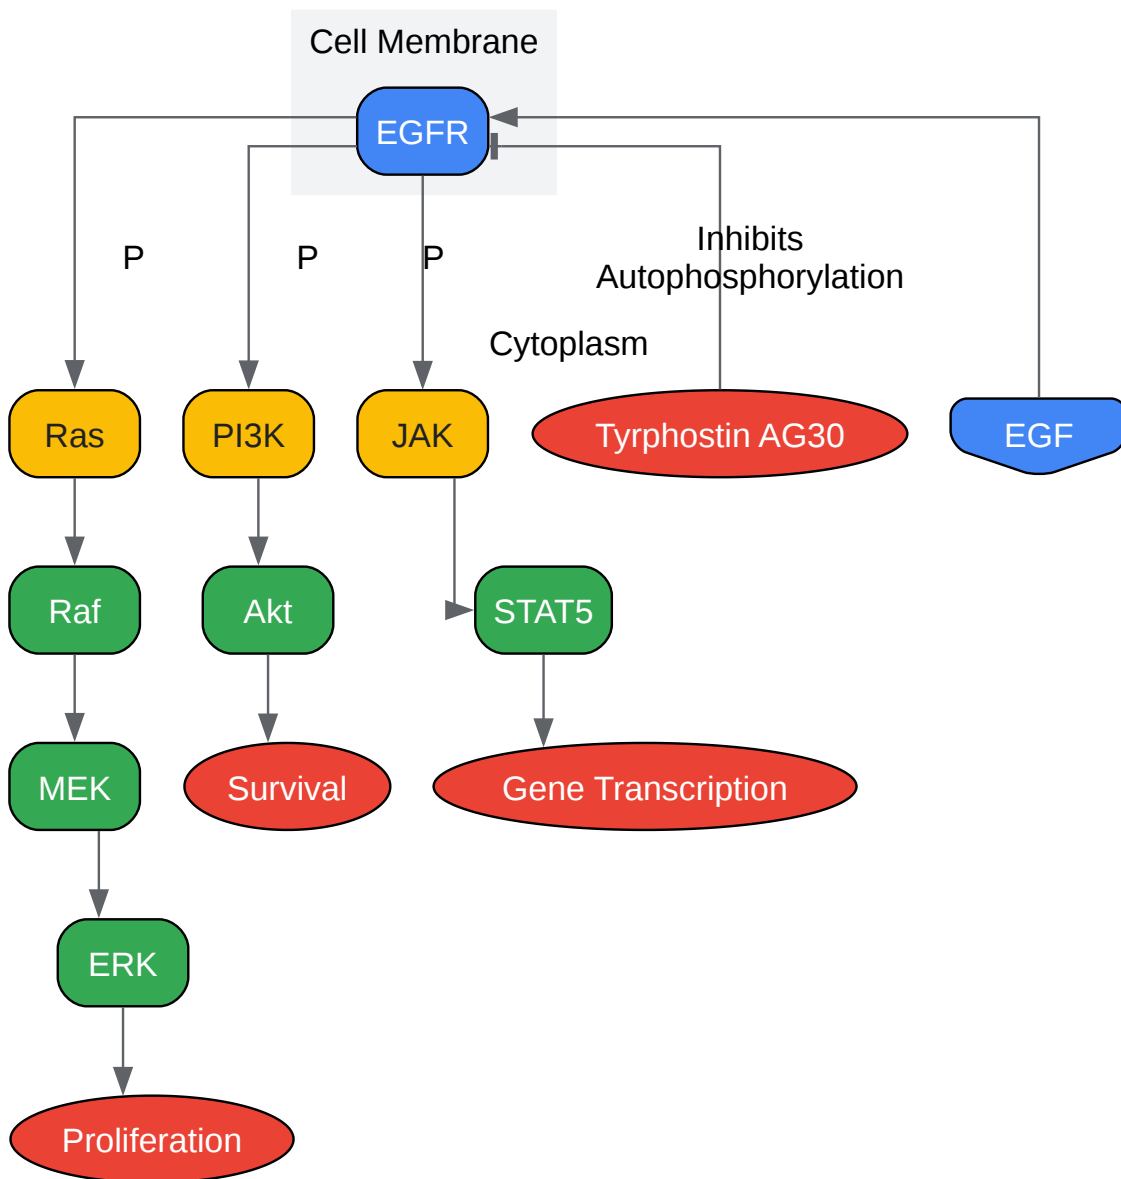 Cell Membrane
EGFR
P
P
P
Inhibits
Autophosphorylation
Cytoplasm
Ras
PI3K
JAK
Tyrphostin AG30
EGF
Raf
Akt
STAT5
MEK
Survival
Gene Transcription
ERK
Proliferation